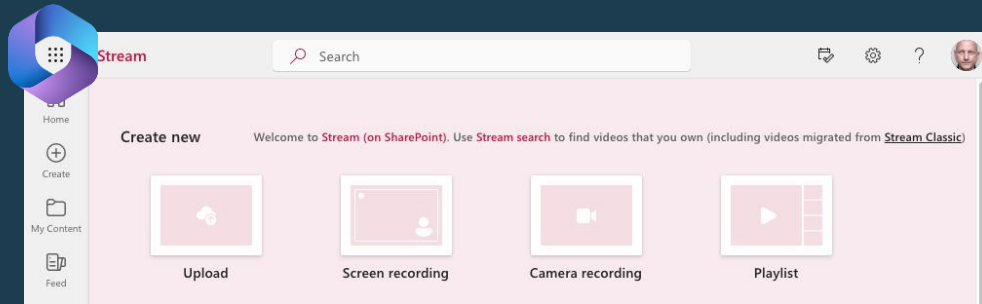 Stream
Search
?
Home
Create
My Content
Feed
Create new
Welcome to Stream (on SharePoint). Use Stream search to find videos that you own (including videos migrated from Stream Classic)
Upload
Screen recording
Camera recording
Playlist